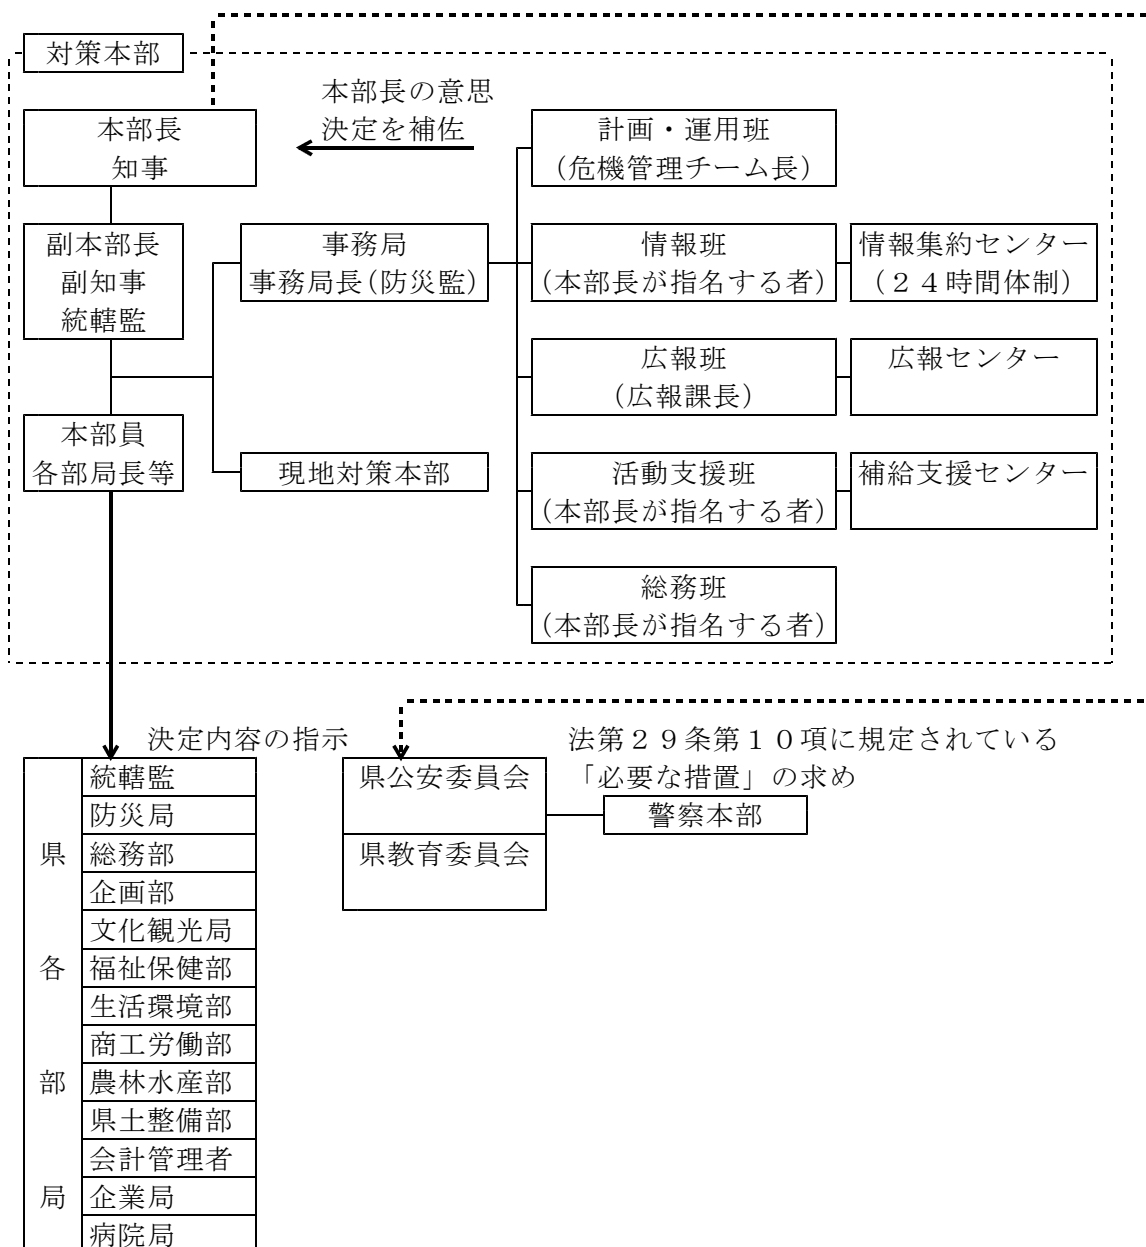 対策本部
本部長の意思
決定を補佐
本部長
知事
副本部長
副知事
統轄監
本部員
各部局長等
事務局
事務局長(防災監)
現地対策本部
計画・運用班
(危機管理チーム長)
情報班
(本部長が指名する者)
情報集約センター
(24時間体制)
広報班
(広報課長)
広報センター
活動支援班
(本部長が指名する者)
補給支援センター
総務班
(本部長が指名する者)
決定内容の指示
県各部局
統轄監
防災局
総務部
企画部
文化観光局
福祉保健部
生活環境部
商工労働部
農林水産部
県土整備部
会計管理者
企業局
病院局
県公安委員会
県教育委員会
法第29条第10項に規定されている
「必要な措置」の求め
警察本部